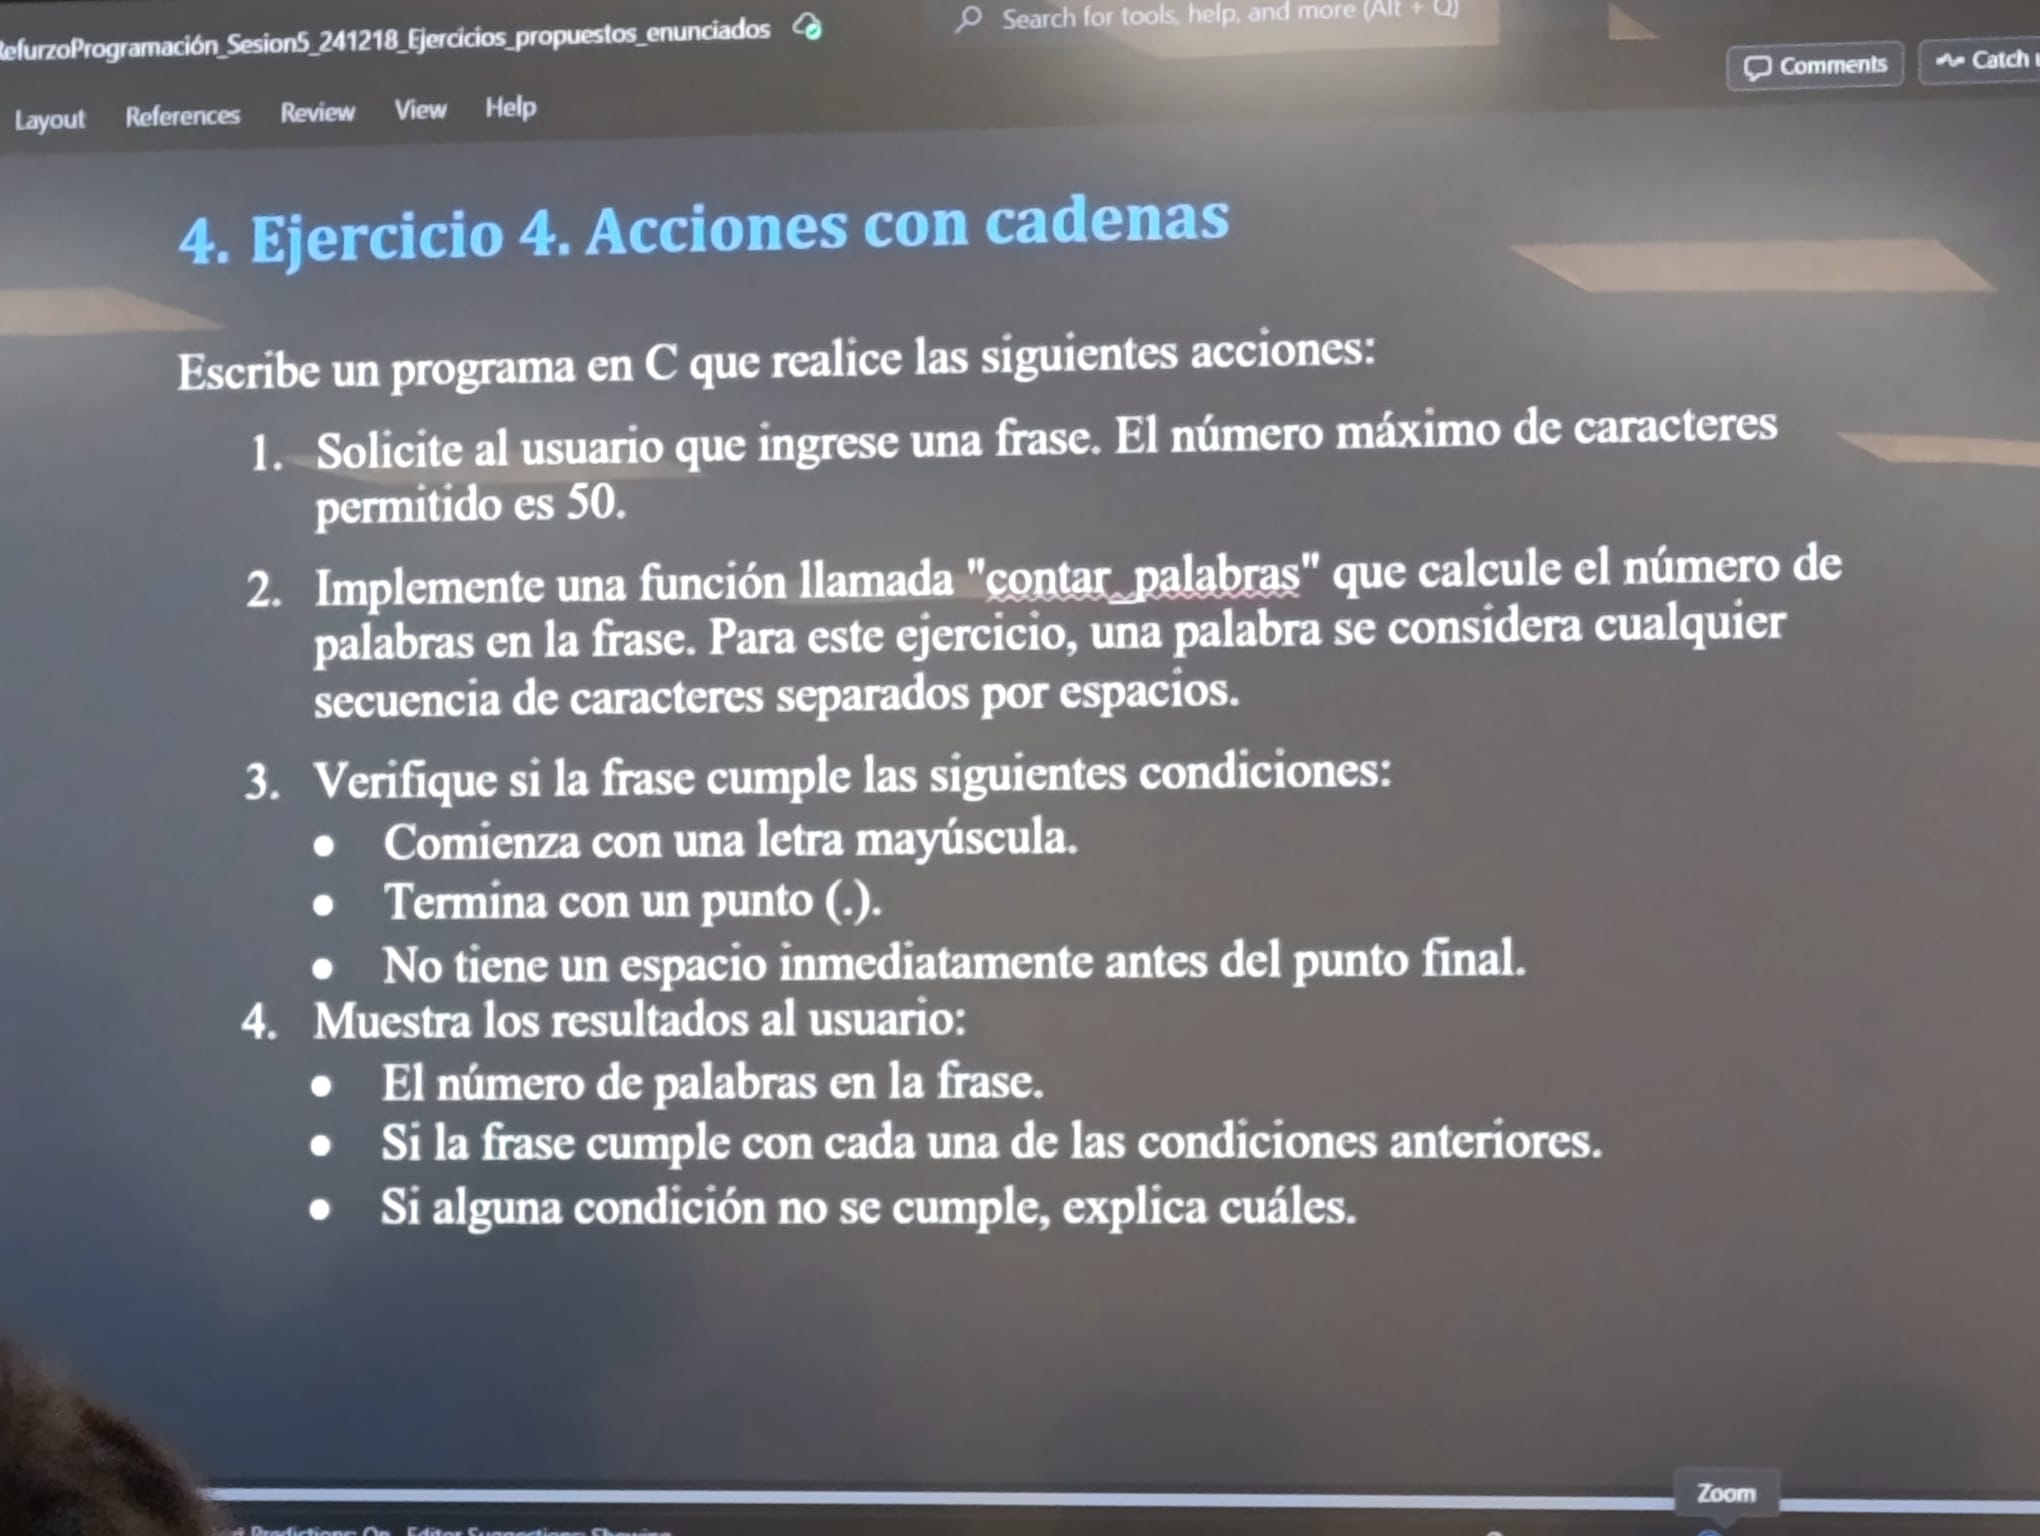 efurzoProgramación_Sesion5_241218_Ejercicios_propuestos_enunciados
Search for tools, help, and more (Alt + Q)
Comments
Catch
Layout References Review View Help
4. Ejercicio 4. Acciones con cadenas
Escribe un programa en C que realice las siguientes acciones:
1. Solicite al usuario que ingrese una frase. El número máximo de caracteres
permitido es 50.
2. Implemente una función llamada "contar_palabras" que calcule el número de
palabras en la frase. Para este ejercicio, una palabra se considera cualquier
secuencia de caracteres separados por espacios.
3. Verifique si la frase cumple las siguientes condiciones:
• Comienza con una letra mayúscula.
• Termina con un punto (.).
• No tiene un espacio inmediatamente antes del punto final.
4. Muestra los resultados al usuario:
• El número de palabras en la frase.
• Si la frase cumple con cada una de las condiciones anteriores.
• Si alguna condición no se cumple, explica cuáles.
Zoom
Predictions: On Editor Suggestions: Showing